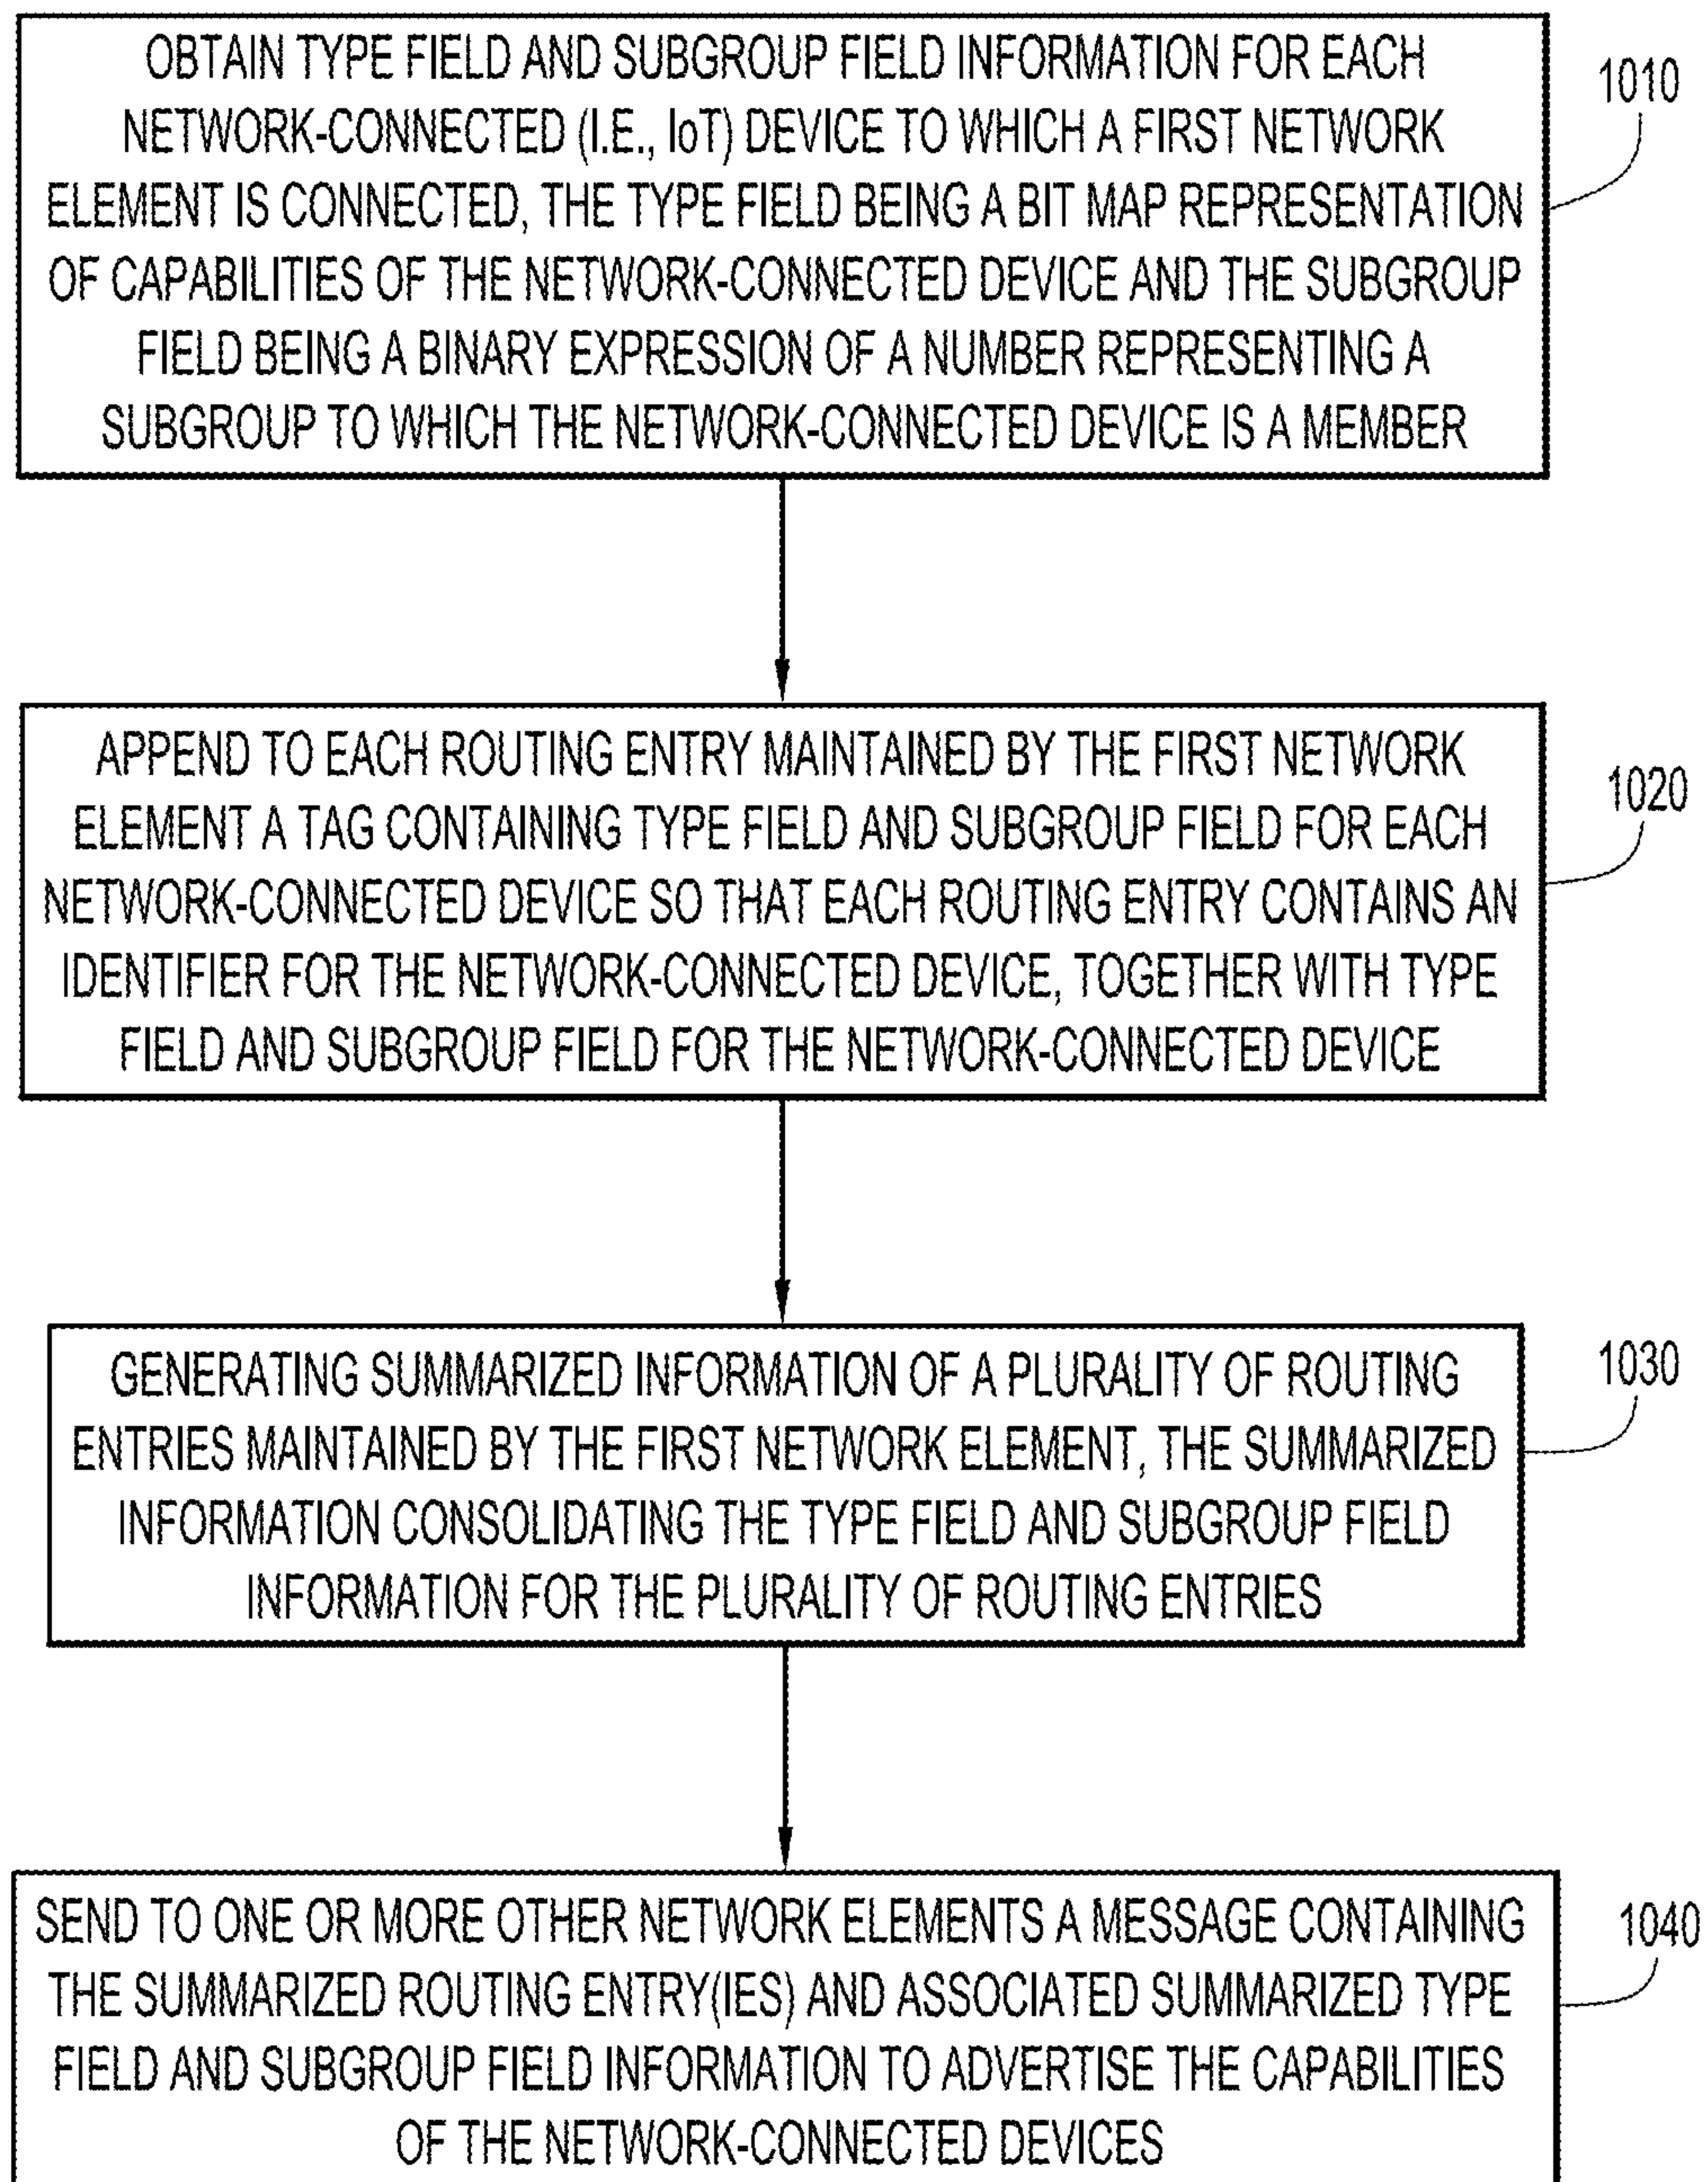 OBTAIN TYPE FIELD AND SUBGROUP FIELD INFORMATION FOR EACH
NETWORK-CONNECTED (I.E., IoT) DEVICE TO WHICH A FIRST NETWORK
ELEMENT IS CONNECTED, THE TYPE FIELD BEING A BIT MAP REPRESENTATION
OF CAPABILITIES OF THE NETWORK-CONNECTED DEVICE AND THE SUBGROUP
FIELD BEING A BINARY EXPRESSION OF A NUMBER REPRESENTING A
SUBGROUP TO WHICH THE NETWORK-CONNECTED DEVICE IS A MEMBER
1010
APPEND TO EACH ROUTING ENTRY MAINTAINED BY THE FIRST NETWORK
ELEMENT A TAG CONTAINING TYPE FIELD AND SUBGROUP FIELD FOR EACH
NETWORK-CONNECTED DEVICE SO THAT EACH ROUTING ENTRY CONTAINS AN
IDENTIFIER FOR THE NETWORK-CONNECTED DEVICE, TOGETHER WITH TYPE
FIELD AND SUBGROUP FIELD FOR THE NETWORK-CONNECTED DEVICE
1020
GENERATING SUMMARIZED INFORMATION OF A PLURALITY OF ROUTING
ENTRIES MAINTAINED BY THE FIRST NETWORK ELEMENT, THE SUMMARIZED
INFORMATION CONSOLIDATING THE TYPE FIELD AND SUBGROUP FIELD
INFORMATION FOR THE PLURALITY OF ROUTING ENTRIES
1030
SEND TO ONE OR MORE OTHER NETWORK ELEMENTS A MESSAGE CONTAINING
THE SUMMARIZED ROUTING ENTRY(IES) AND ASSOCIATED SUMMARIZED TYPE
FIELD AND SUBGROUP FIELD INFORMATION TO ADVERTISE THE CAPABILITIES
OF THE NETWORK-CONNECTED DEVICES
1040